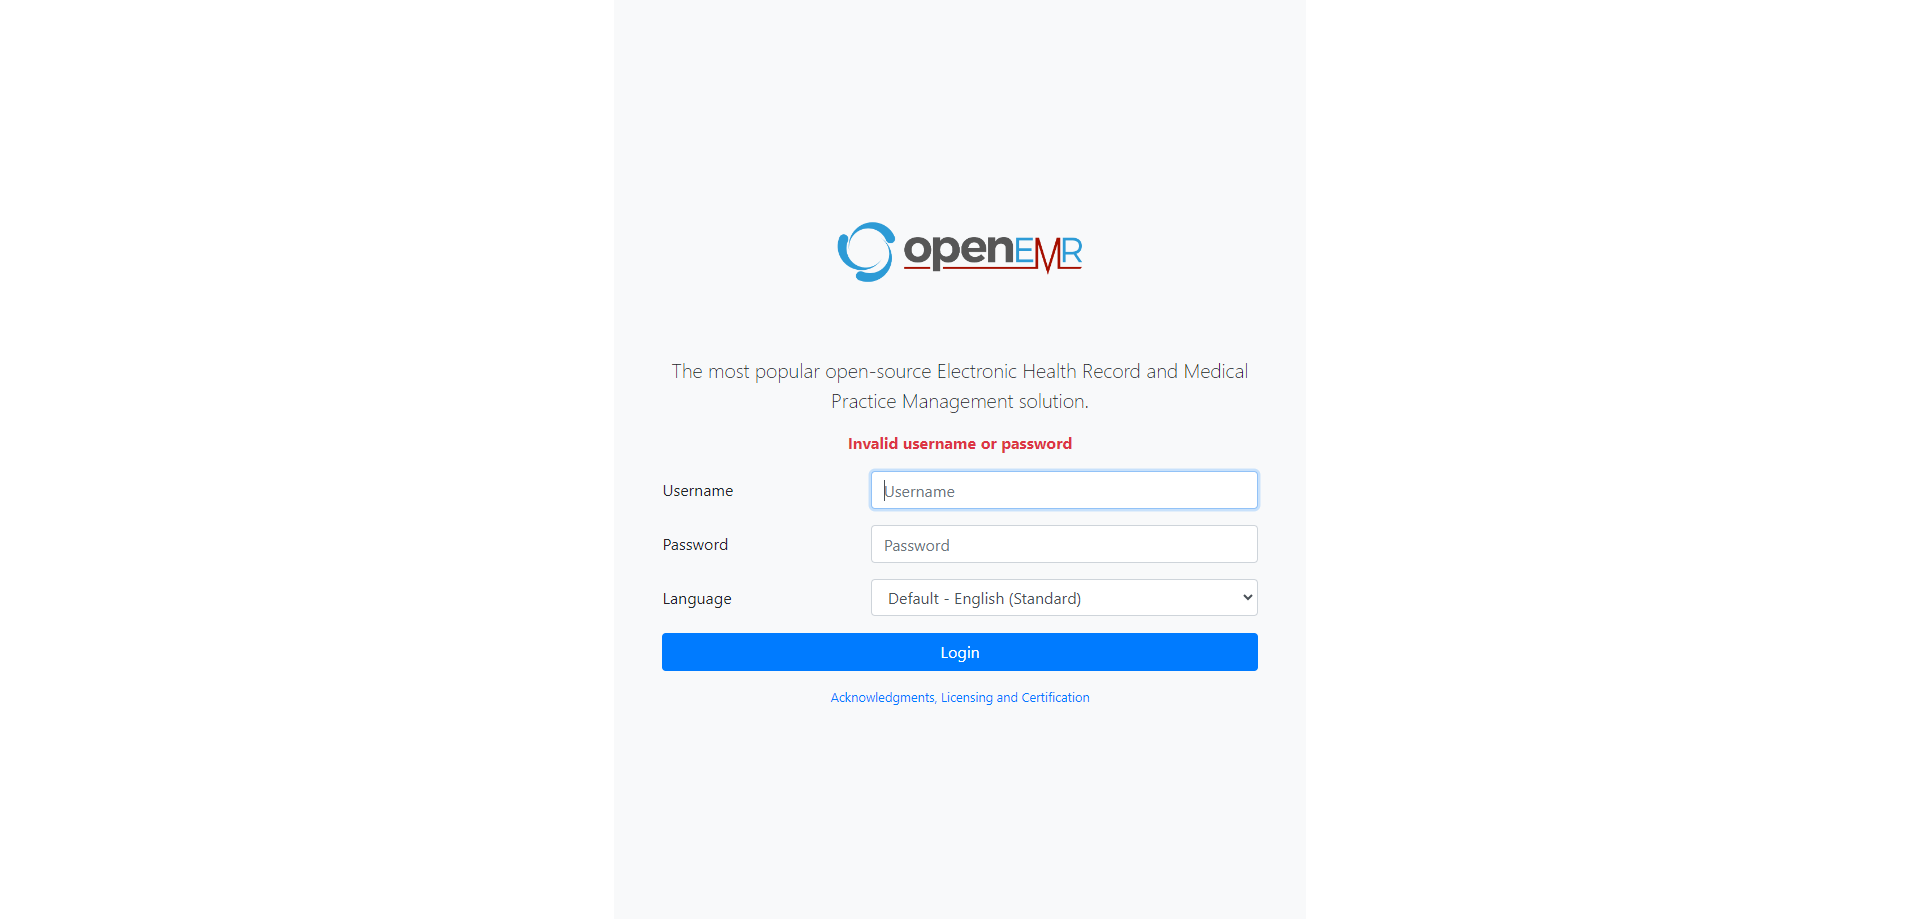 openEMR
The most popular open-source Electronic Health Record and Medical
Practice Management solution.
Invalid username or password
Username
Username
Password
Password
Language
Default - English (Standard)
Login
Acknowledgments, Licensing and Certification